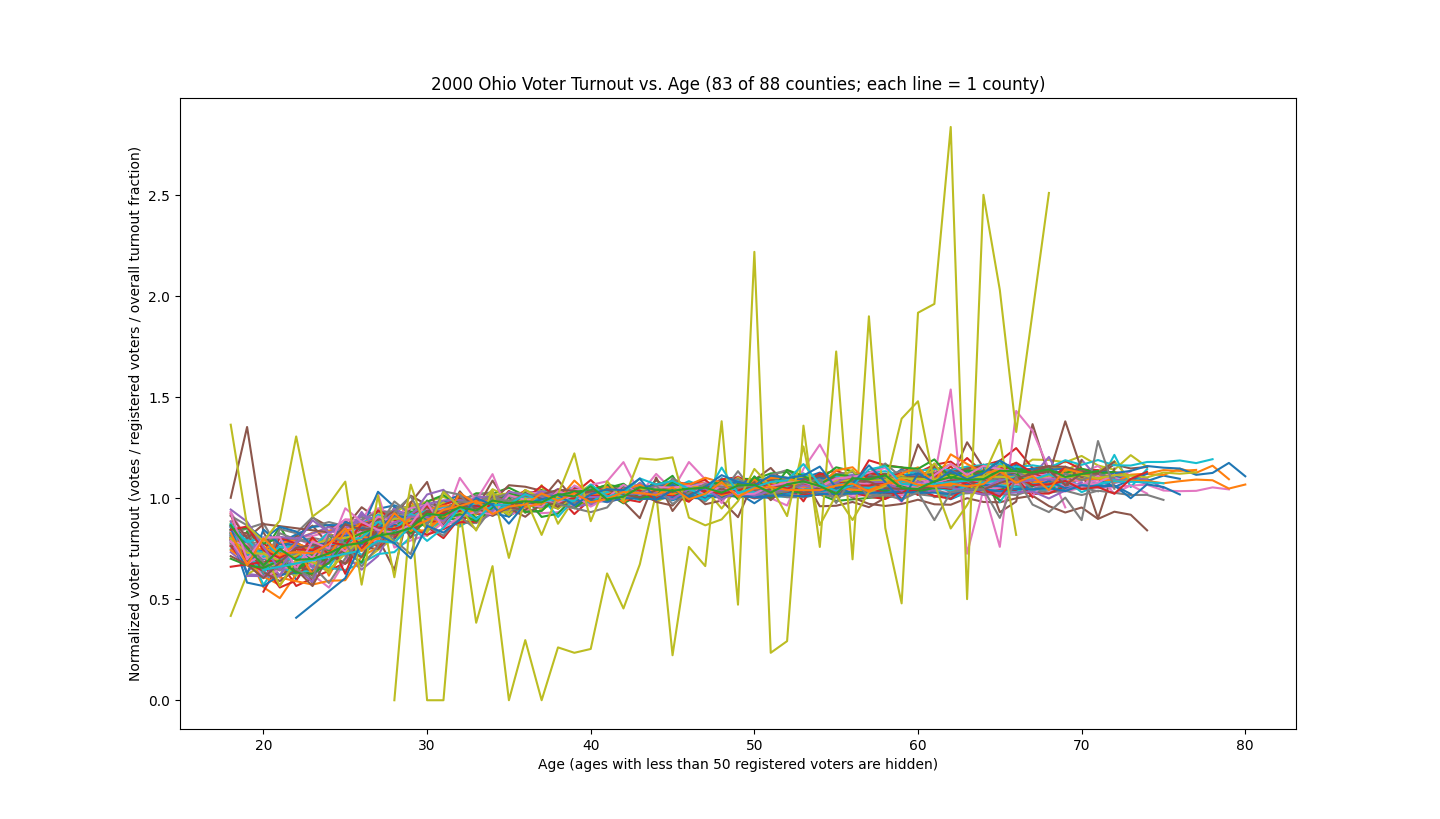 2000 Ohio Voter Turnout vs. Age (83 of 88 counties; each line = 1 county)
Normalized voter turnout (votes / registered voters / overall turnout fraction)
2.5
2.0
1.5
1.0
0.5
0.0
20 30 40 50 60 70 80
Age (ages with less than 50 registered voters are hidden)